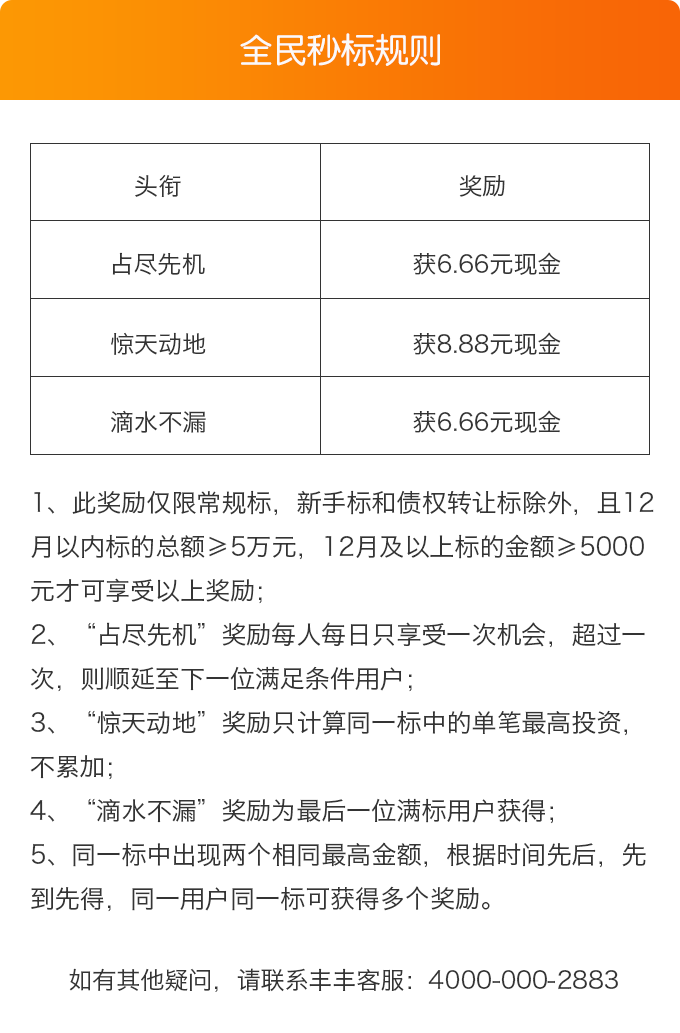 全民秒标规则
头衔 奖励
占尽先机 获6.66元现金
惊天动地 获8.88元现金
滴水不漏 获6.66元现金
1、此奖励仅限常规标，新手标和债权转让标除外，且12
月以内标的总额≥5万元，12月及以上标的金额≥5000
元才可享受以上奖励；
2、“占尽先机”奖励每人每日只享受一次机会，超过一
次，则顺延至下一位满足条件用户；
3、“惊天动地”奖励只计算同一标中的单笔最高投资，
不累加；
4、“滴水不漏”奖励为最后一位满标用户获得；
5、同一标中出现两个相同最高金额，根据时间先后，先
到先得，同一用户同一标可获得多个奖励。
如有其他疑问，请联系丰丰客服：4000-000-2883